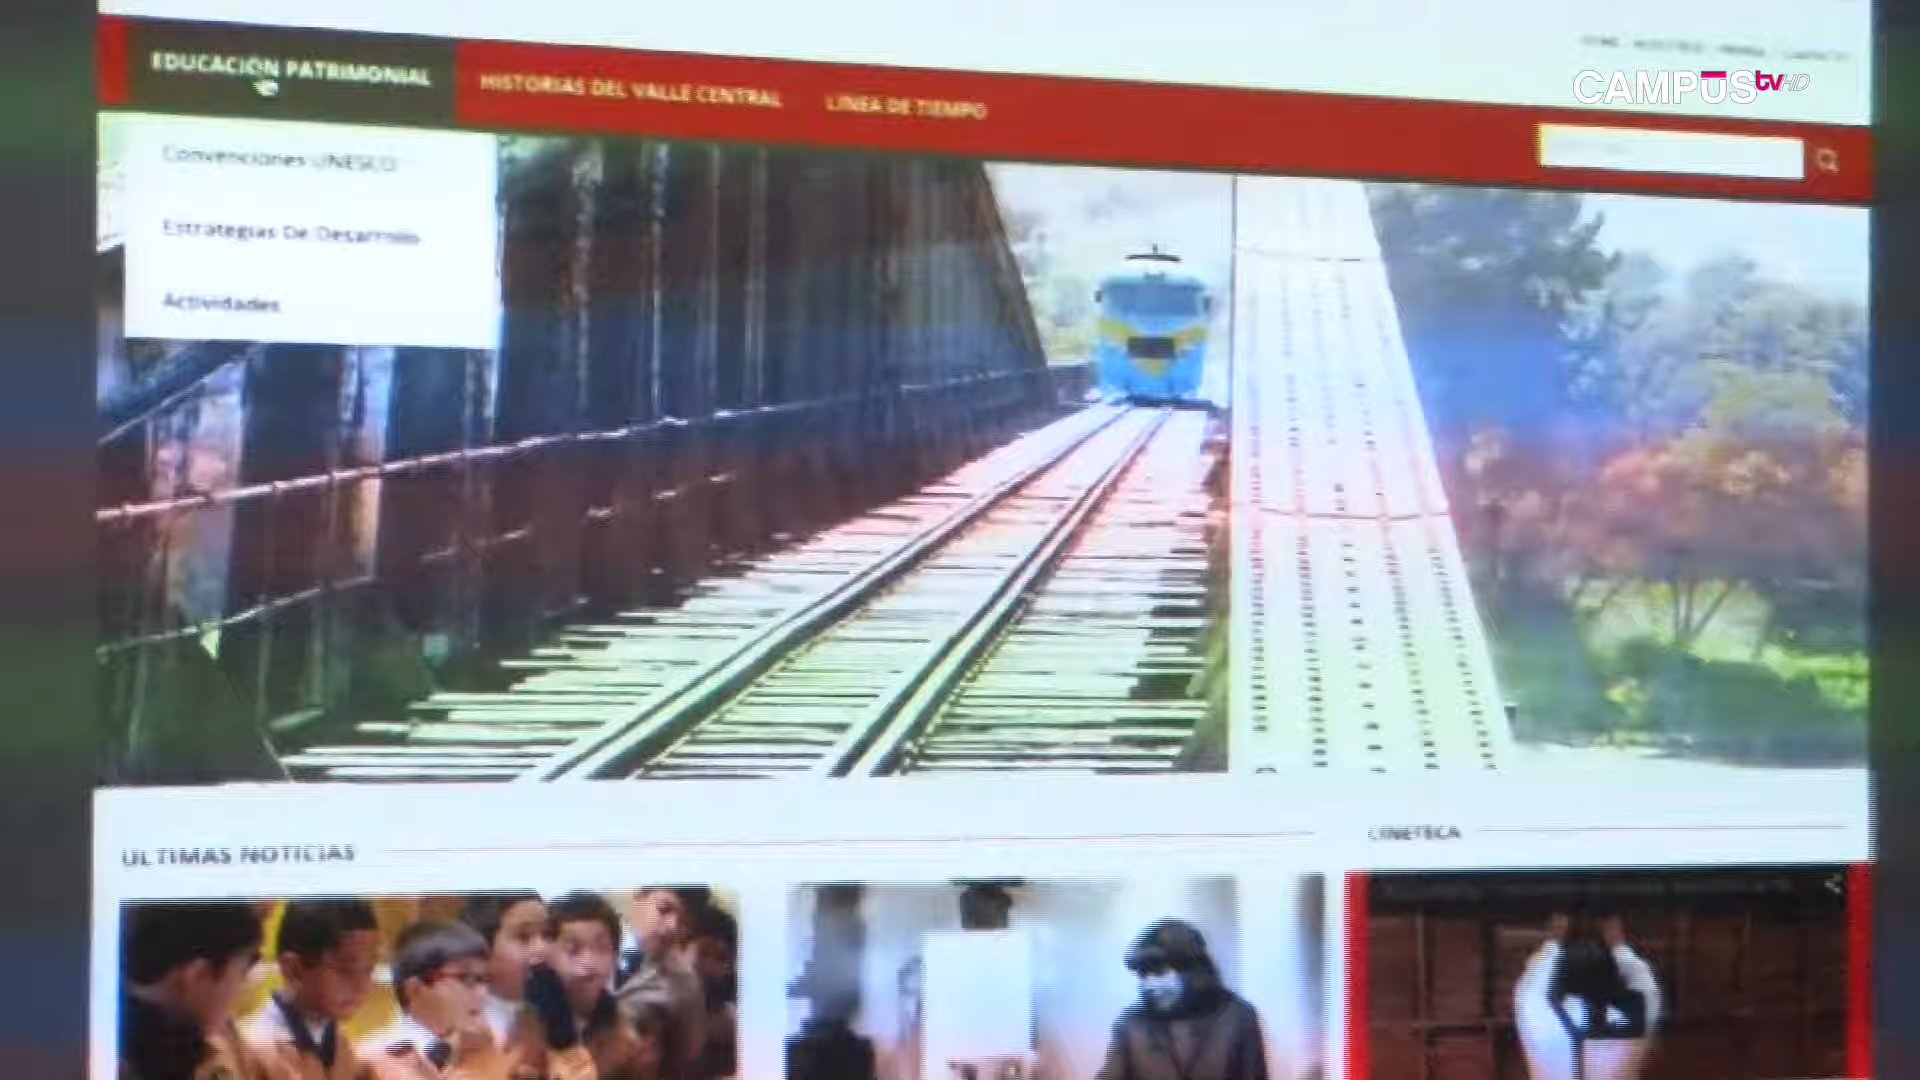 CAMPUS tv HD
EDUCACIÓN PATRIMONIAL
HISTORIAS DEL VALLE CENTRAL
LINEA DE TIEMPO
Convenciones UNESCO
Estrategias De Desarrollo
Actividades
ULTIMAS NOTICIAS
CINETECA